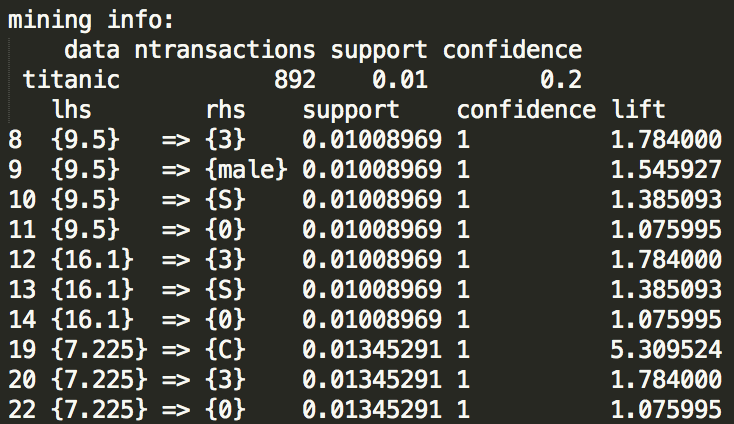 mining info:
data ntransactions support confidence
titanic 892 0.01 0.2
lhs rhs support confidence lift
8 {9.5} => {3} 0.01008969 1 1.784000
9 {9.5} => {male} 0.01008969 1 1.545927
10 {9.5} => {S} 0.01008969 1 1.385093
11 {9.5} => {0} 0.01008969 1 1.075995
12 {16.1} => {3} 0.01008969 1 1.784000
13 {16.1} => {S} 0.01008969 1 1.385093
14 {16.1} => {0} 0.01008969 1 1.075995
19 {7.225} => {C} 0.01345291 1 5.309524
20 {7.225} => {3} 0.01345291 1 1.784000
22 {7.225} => {0} 0.01345291 1 1.075995